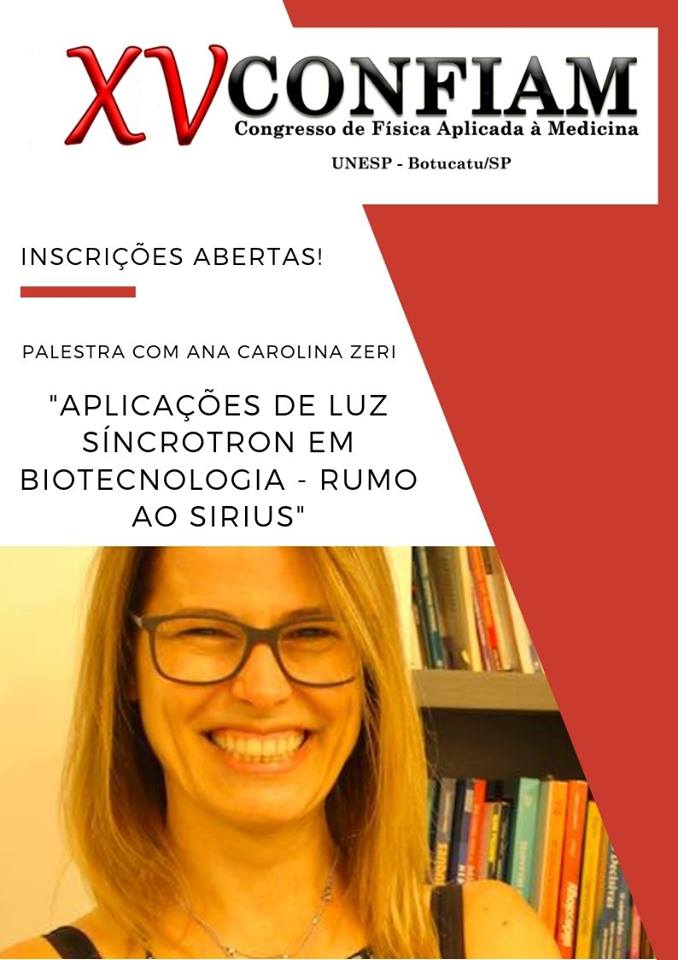 XV CONFIAM
Congresso de Física Aplicada à Medicina
UNESP - Botucatu/SP
INSCRIÇÕES ABERTAS!
PALESTRA COM ANA CAROLINA ZERI
"APLICAÇÕES DE LUZ
SÍNCROTRON EM
BIOTECNOLOGIA - RUMO
AO SIRIUS"